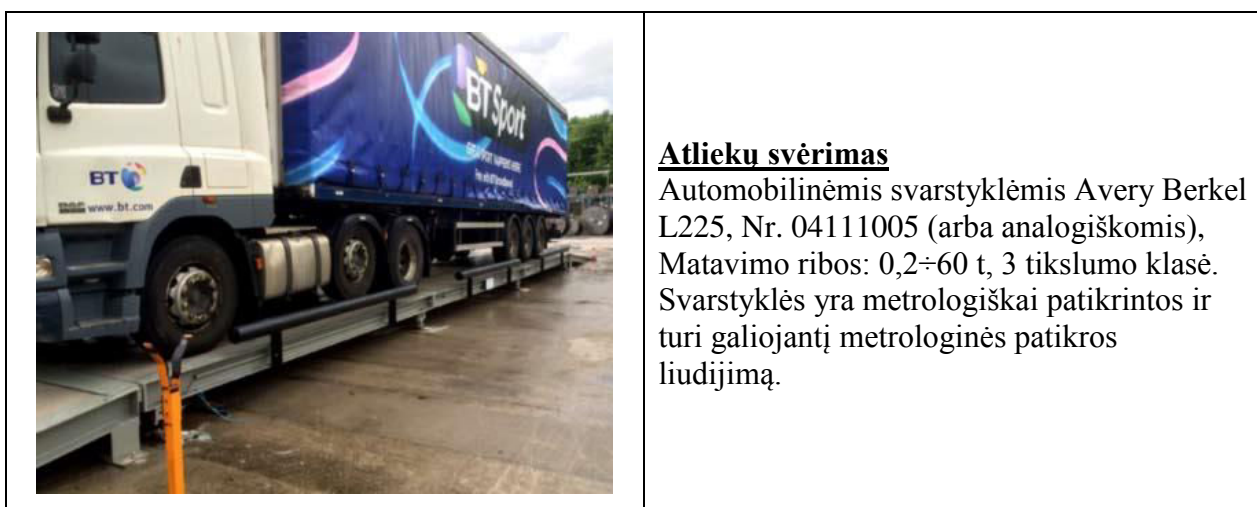 BT
www.bt.com
BT Sport
Atliekų svėrimas
Automobilinėmis svarstyklėmis Avery Berkel
L225, Nr. 04111005 (arba analogiškomis),
Matavimo ribos: 0,2÷60 t, 3 tikslumo klasė.
Svarstyklės yra metrologiškai patikrintos ir
turi galiojantį metrologinės patikros
liudijimą.